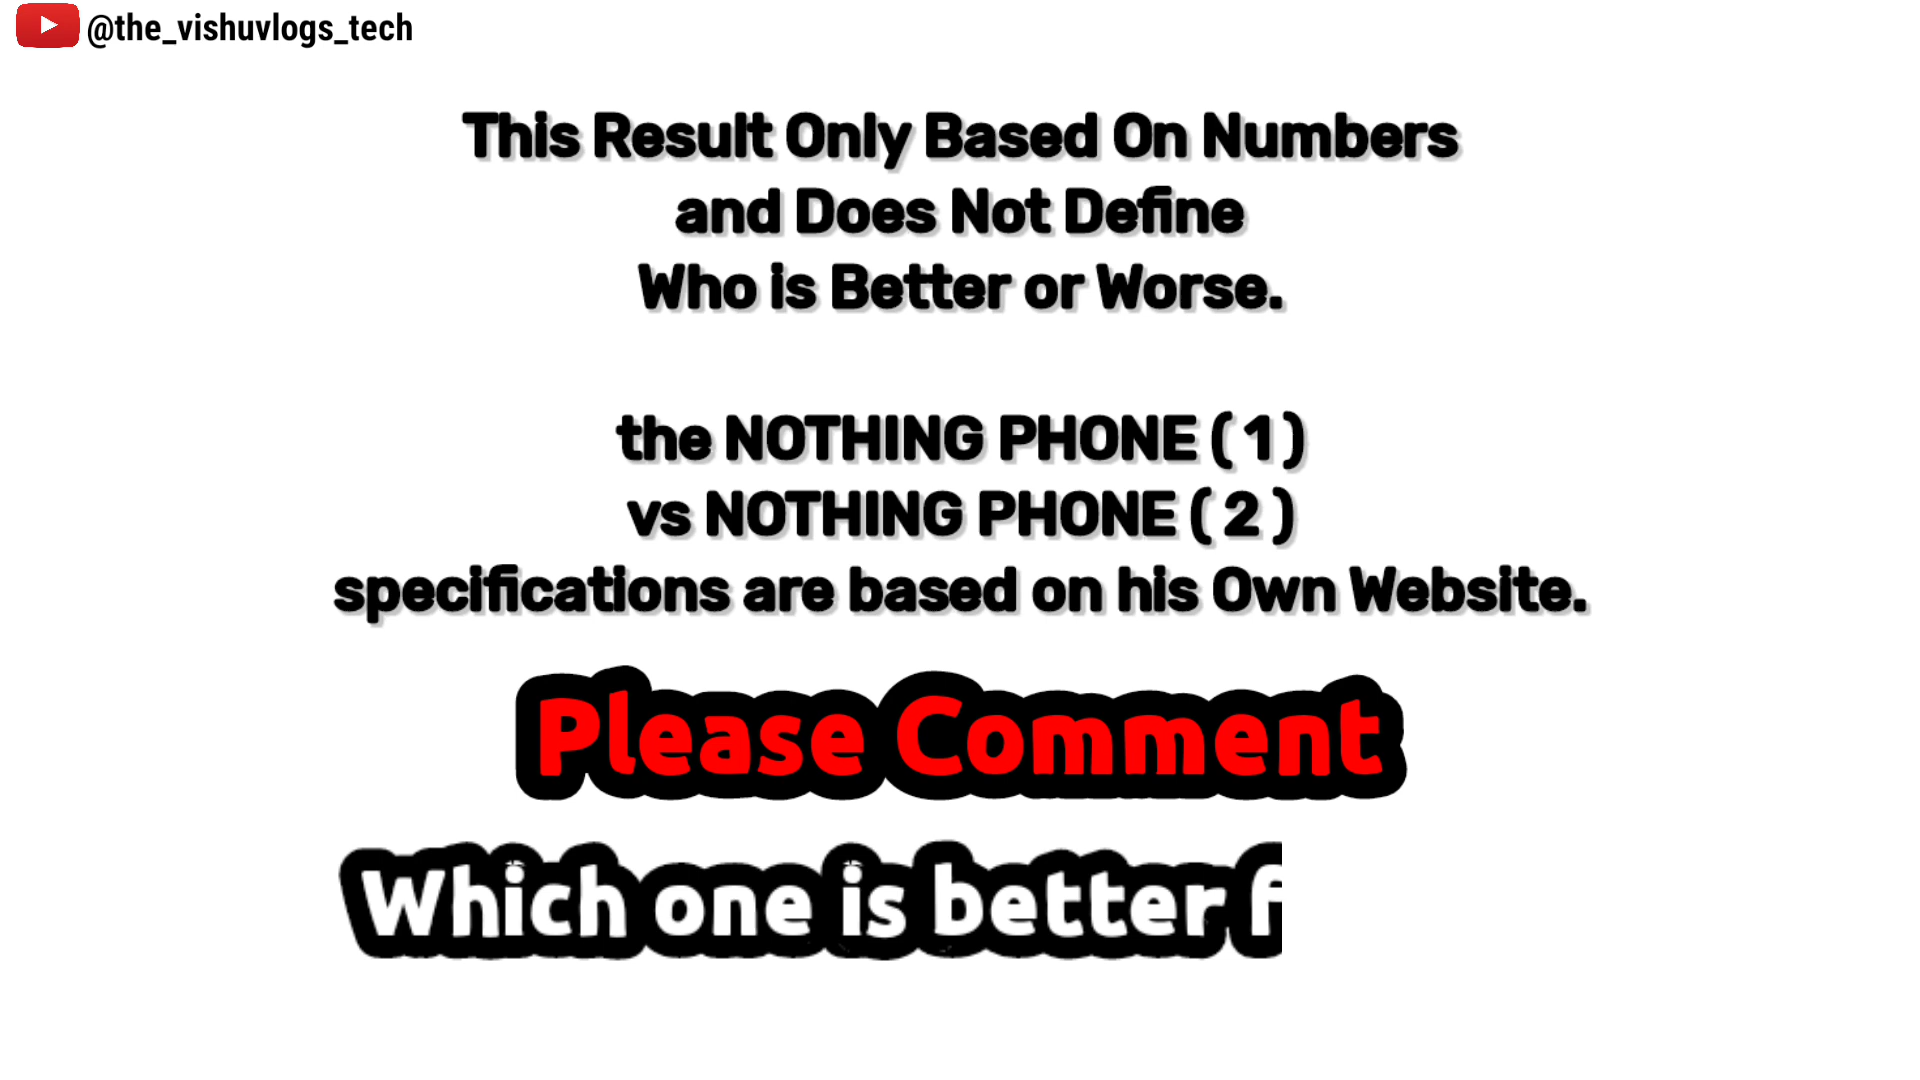 @the_vishuvlogs_tech
This Result Only Based On Numbers
and Does Not Define
Who is Better or Worse.
the NOTHING PHONE ( 1 )
vs NOTHING PHONE ( 2 )
specifications are based on his Own Website.
Please Comment
Which one is better f